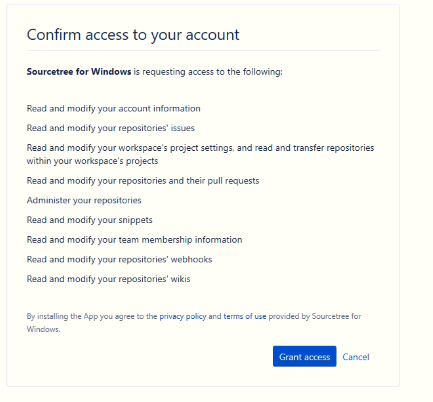 Confirm access to your account
Sourcetree for Windows is requesting access to the following:
Read and modify your account information
Read and modify your repositories' issues
Read and modify your workspace's project settings, and read and transfer repositories
within your workspace's projects
Read and modify your repositories and their pull requests
Administer your repositories
Read and modify your snippets
Read and modify your team membership information
Read and modify your repositories' webhooks
Read and modify your repositories' wikis
By installing the App you agree to the privacy policy and terms of use provided by Sourcetree for
Windows.
Grant access Cancel